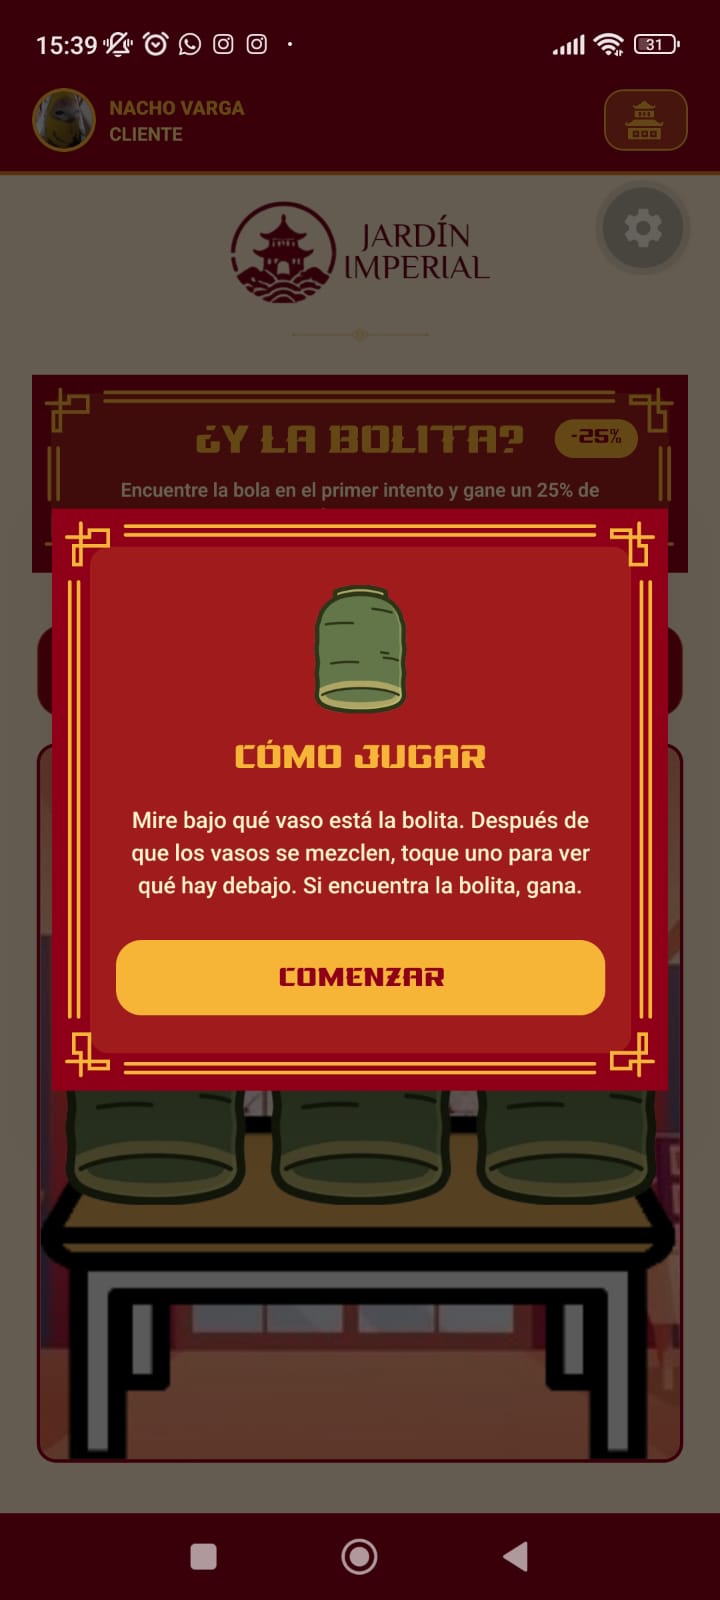 15:39
31
NACHO VARGA
CLIENTE
JARDÍN
IMPERIAL
¿Y LA BOLITA?
-25%
Encuentre la bola en el primer intento y gane un 25% de
CÓMO JUGAR
Mire bajo qué vaso está la bolita. Después de
que los vasos se mezclen, toque uno para ver
qué hay debajo. Si encuentra la bolita, gana.
COMENZAR